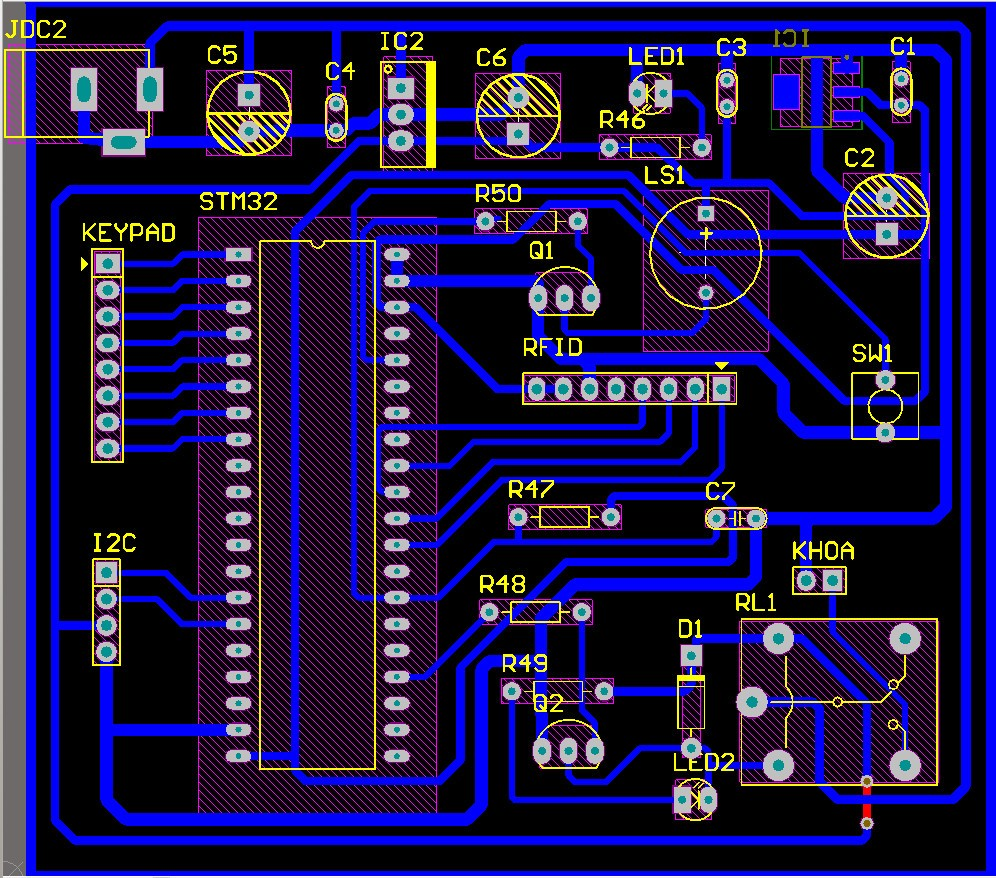 JDC2
C5
C4
IC2
C6
LED1
C3
IC1
C1
R46
C2
LS1
STM32
R50
KEYPAD
Q1
+
RFID
SW1
R47
C7
I2C
KHOA
R48
RL1
D1
R49
Q2
LED2